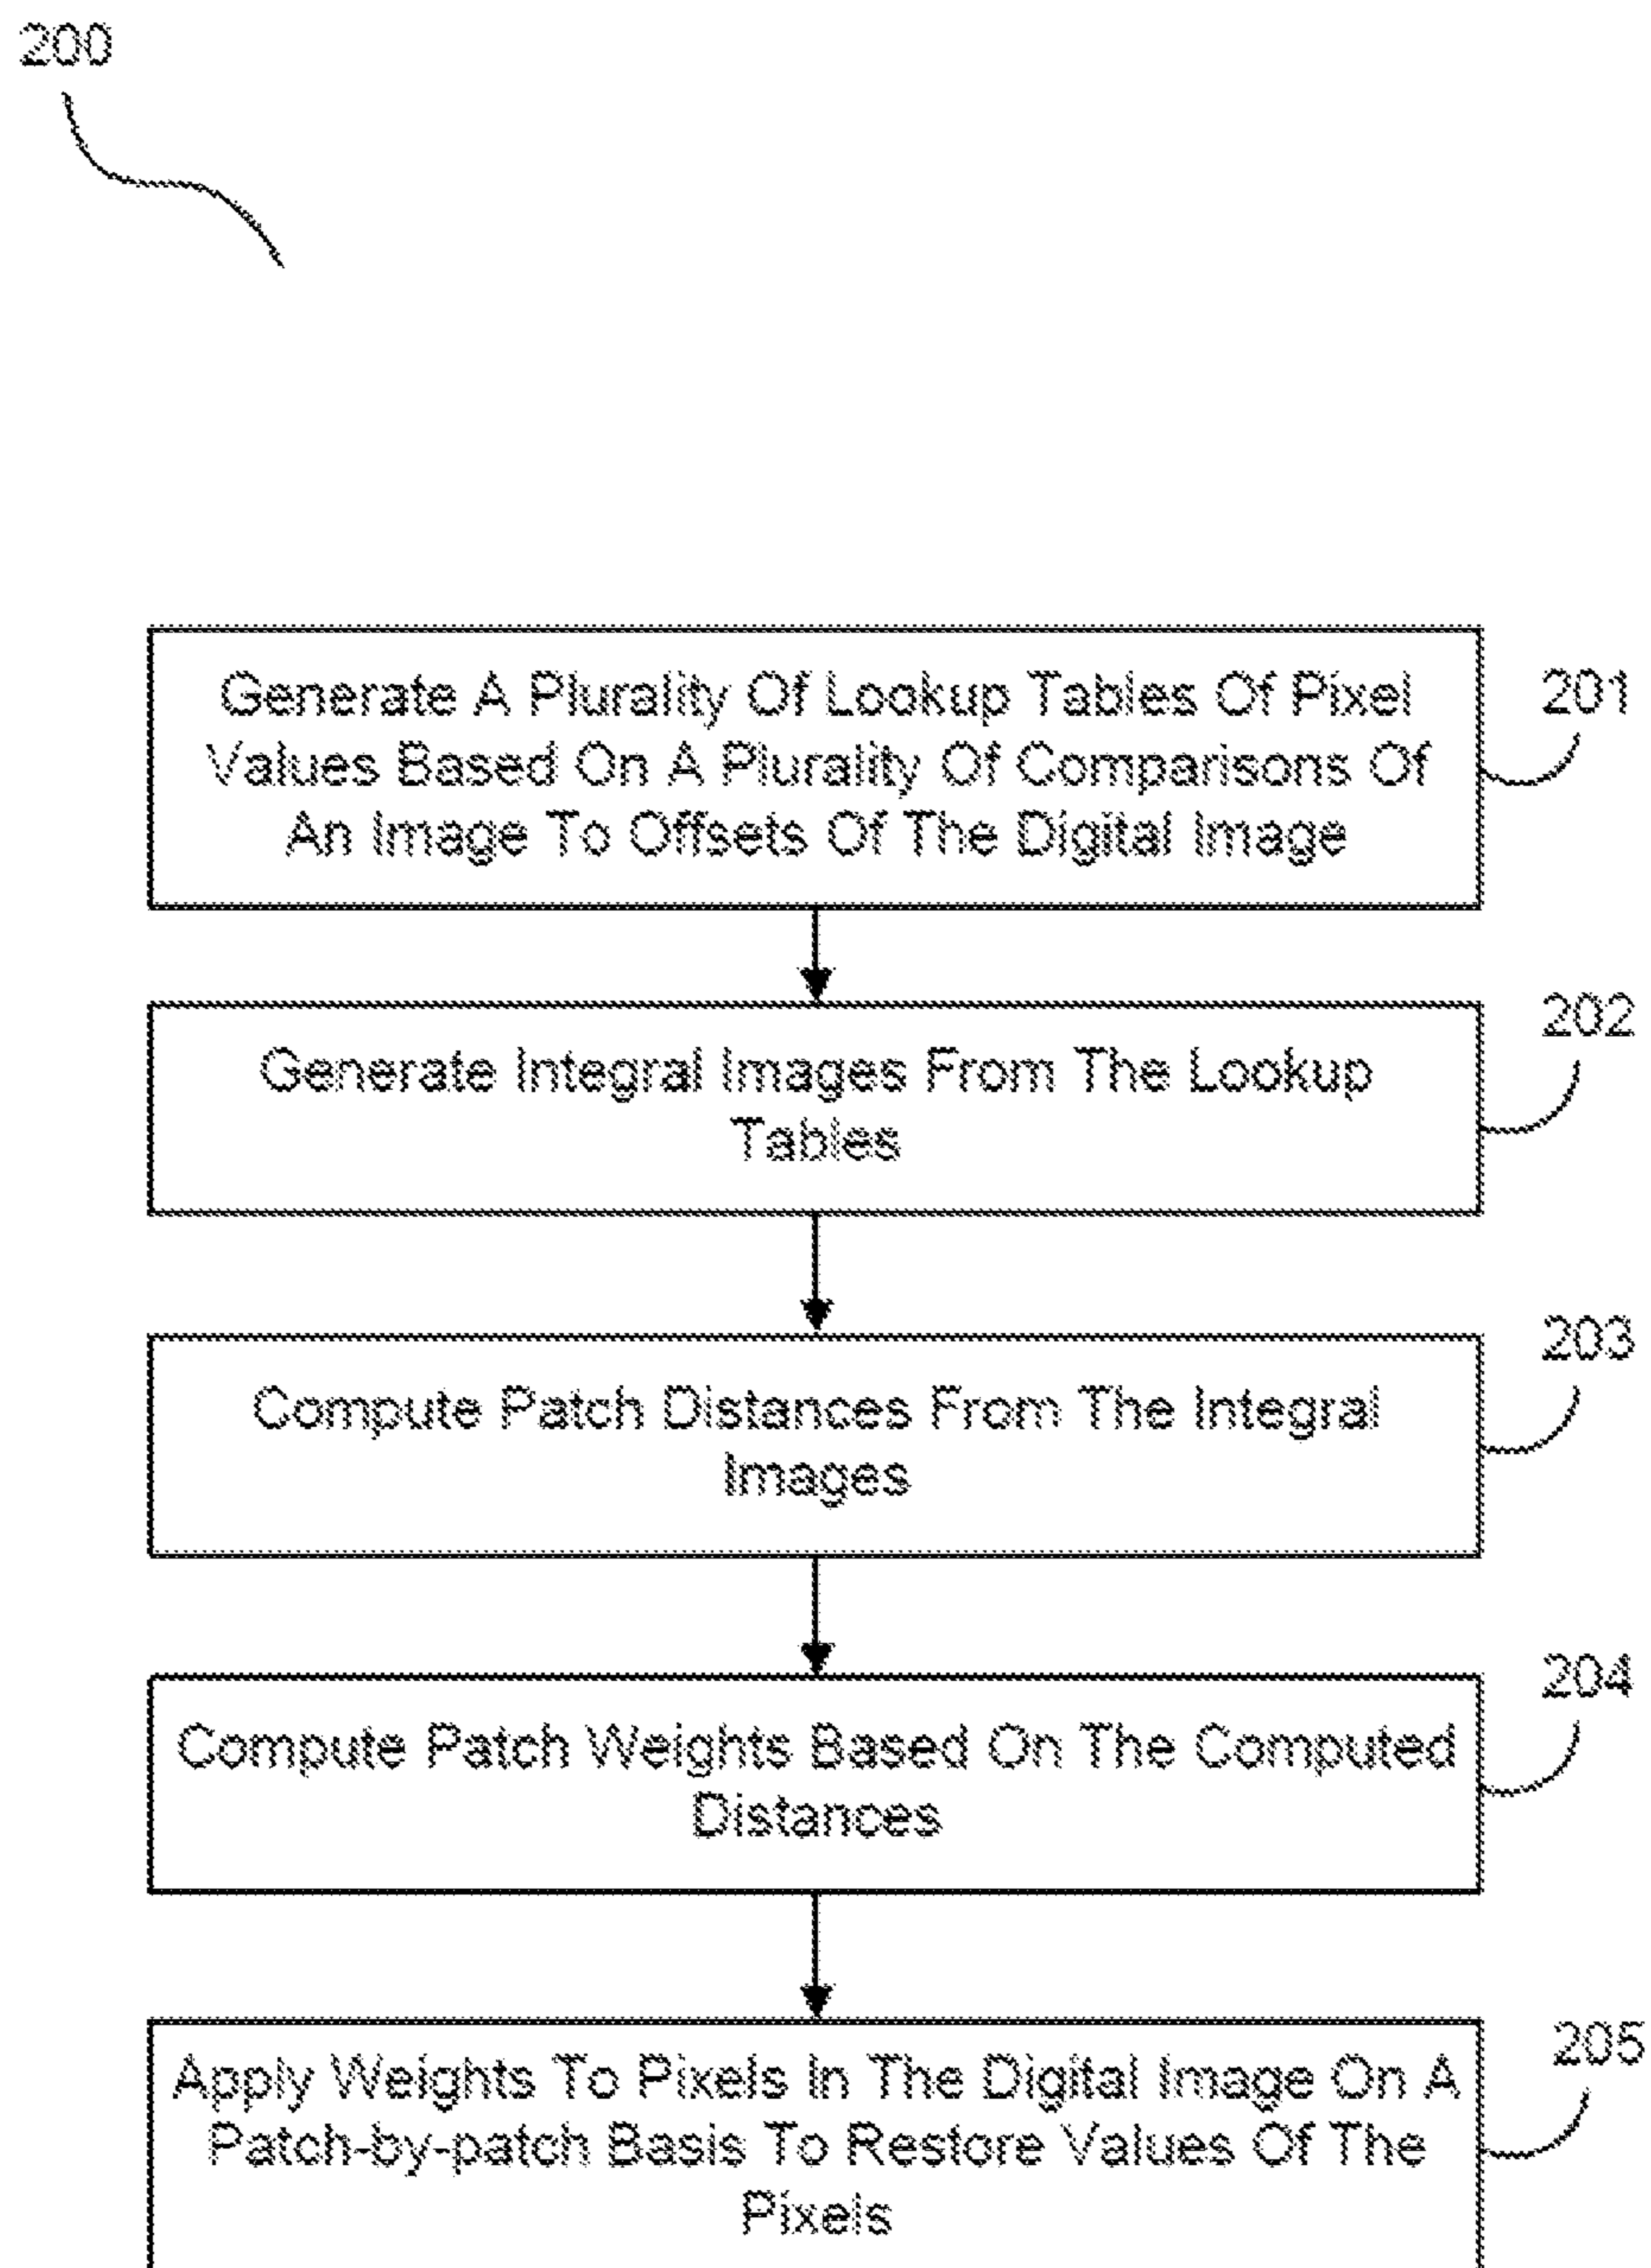 200
Generate A Plurality Of Lookup Tables Of Pixel
Values Based On A Plurality Of Comparisons Of
An Image To Offsets Of The Digital Image
201
Generate Integral Images From The Lookup
Tables
202
Compute Patch Distances From The Integral
Images
203
Compute Patch Weights Based On The Computed
Distances
204
Apply Weights To Pixels In The Digital Image On A
Patch-by-patch Basis To Restore Values Of The
Pixels
205